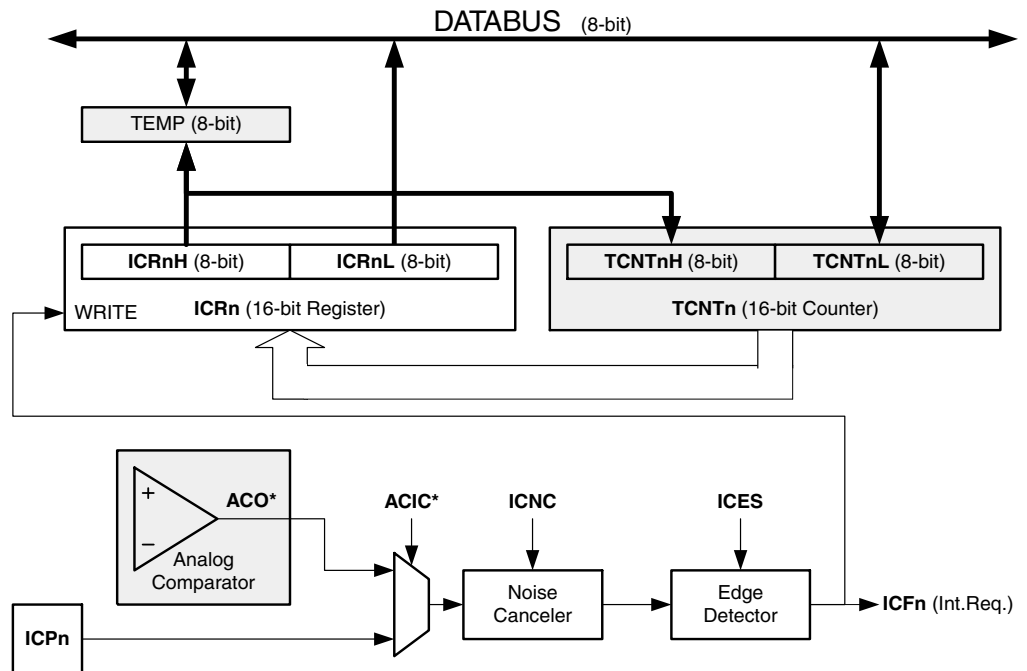 DATABUS (8-bit)
TEMP (8-bit)
ICRnH (8-bit) ICRnL (8-bit)
TCNTnH (8-bit) TCNTnL (8-bit)
WRITE
ICRn (16-bit Register)
TCNTn (16-bit Counter)
+
−
ACO*
Analog
Comparator
ACIC*
ICNC
ICES
Noise
Canceler
Edge
Detector
ICFn (Int.Req.)
ICPn